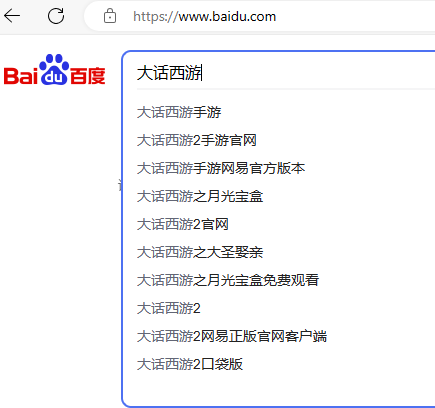 https://www.baidu.com
Bai du 百度
大话西游
大话西游手游
大话西游2手游官网
大话西游手游网易官方版本
大话西游之月光宝盒
大话西游2官网
大话西游之大圣娶亲
大话西游之月光宝盒免费观看
大话西游2
大话西游2网易正版官网客户端
大话西游2口袋版